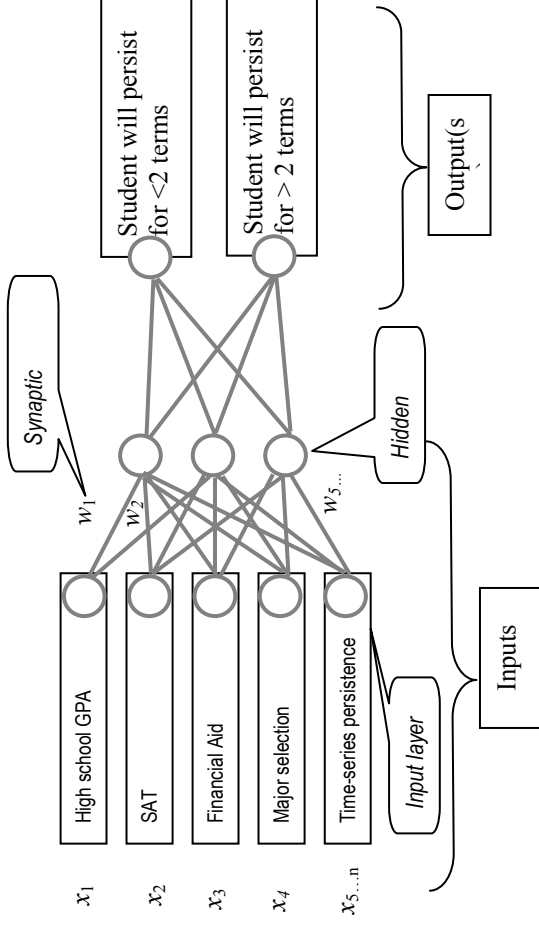 Synaptic
x1
High school GPA
w1
x2
SAT
w2
x3
Financial Aid
x4
Major selection
x5…n
Time-series persistence
w5…
Input layer
Hidden
Student will persist
for <2 terms
Student will persist
for > 2 terms
Inputs
Output(s